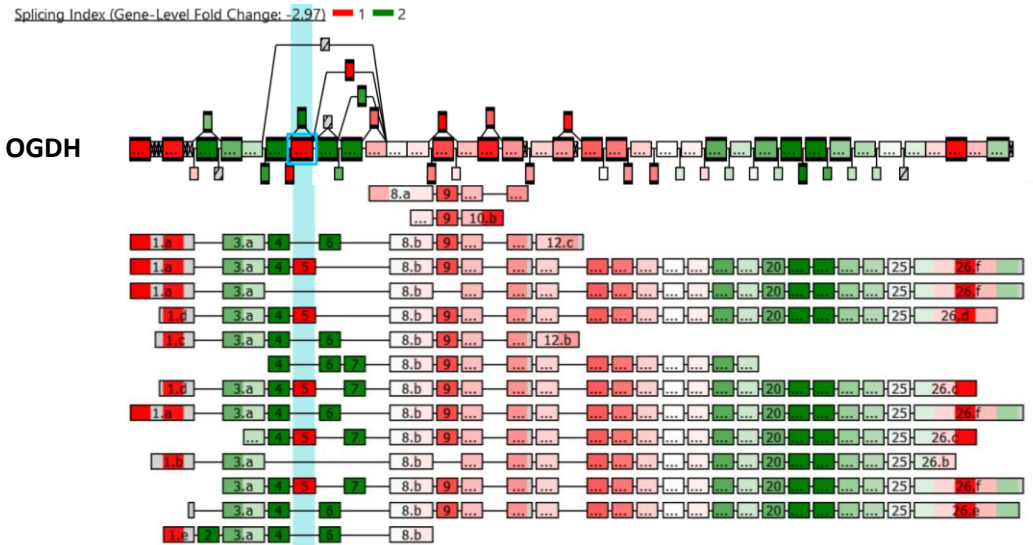 Splicing Index (Gene-Level Fold Change: -2.97) 1 2
OGDH
8.a 9 ... ...
... 9 10.b
1.a 3.a 4 6 8.b 9 ... ... 12.c
1.a 3.a 4 5 8.b 9 ... ... ... ... ... ... ... ... ... ... 20 ... ... ... ... 25 26.f
1.a 3.a 8.b ... ... ... ... ... ... ... ... ... ... 20 ... ... ... ... 25 26.f
1.d 3.a 4 5 8.b 9 ... ... ... ... ... ... ... ... ... ... 20 ... ... ... ... 25 26.d
1.c 3.a 4 6 8.b 9 ... ... 12.b
4 6 7 8.b 9 ... ... ... ... ... ... ... ... ... ...
1.d 3.a 4 5 7 8.b 9 ... ... ... ... ... ... ... ... ... ... 20 ... ... ... ... 25 26.c
1.a 3.a 4 6 8.b 9 ... ... ... ... ... ... ... ... ... ... 20 ... ... ... ... 25 26.f
... 4 5 7 8.b 9 ... ... ... ... ... ... ... ... ... ... 20 ... ... ... ... 25 26.c
1.b 3.a 8.b ... ... ... ... ... ... ... ... ... ... 20 ... ... ... ... 25 26.b
3.a 4 5 7 8.b 9 ... ... ... ... ... ... ... ... ... ... 20 ... ... ... ... 25 26.f
3.a 4 6 8.b 9 ... ... ... ... ... ... ... ... ... ... 20 ... ... ... ... 25 26.e
1.e 2 3.a 4 6 8.b